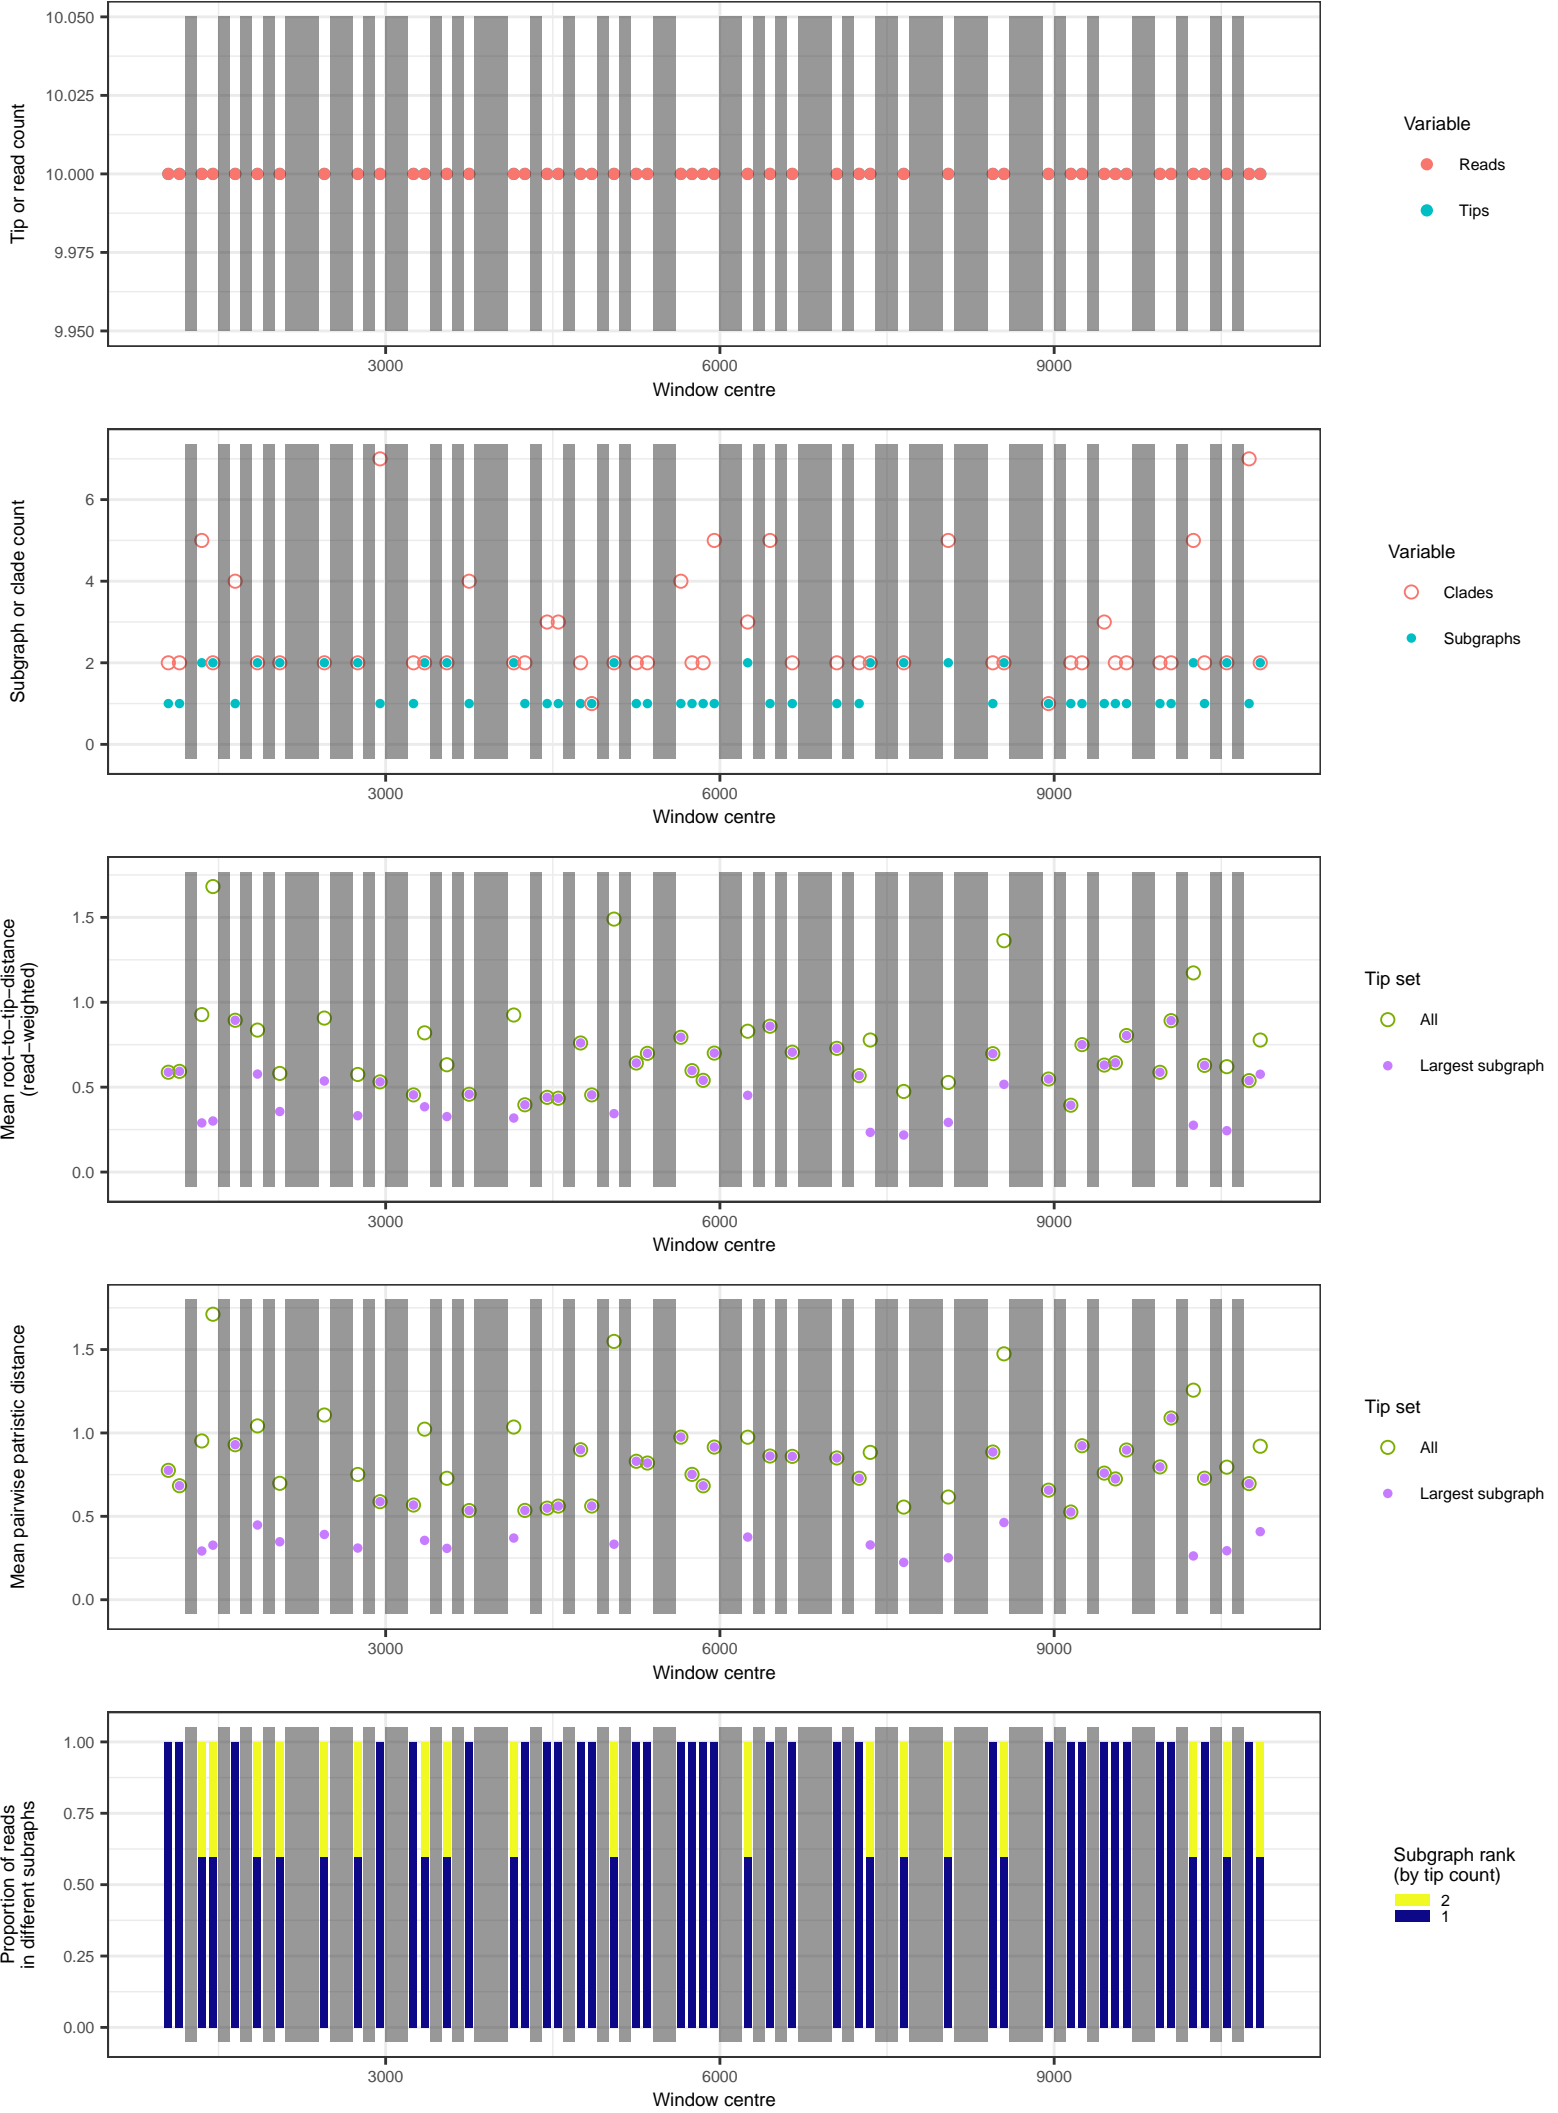 Tip or read count
10.050
10.025
10.000
9.975
9.950
3000
6000
9000
Window centre
Variable
Reads
Tips
Subgraph or clade count
6
4
2
0
3000
6000
9000
Window centre
Variable
Clades
Subgraphs
Mean root−to−tip−distance
(read−weighted)
1.5
1.0
0.5
0.0
3000
6000
9000
Window centre
Tip set
All
Largest subgraph
Mean pairwise patristic distance
1.5
1.0
0.5
0.0
3000
6000
9000
Window centre
Tip set
All
Largest subgraph
Proportion of reads
in different subraphs
1.00
0.75
0.50
0.25
0.00
3000
6000
9000
Window centre
Subgraph rank
(by tip count)
2
1